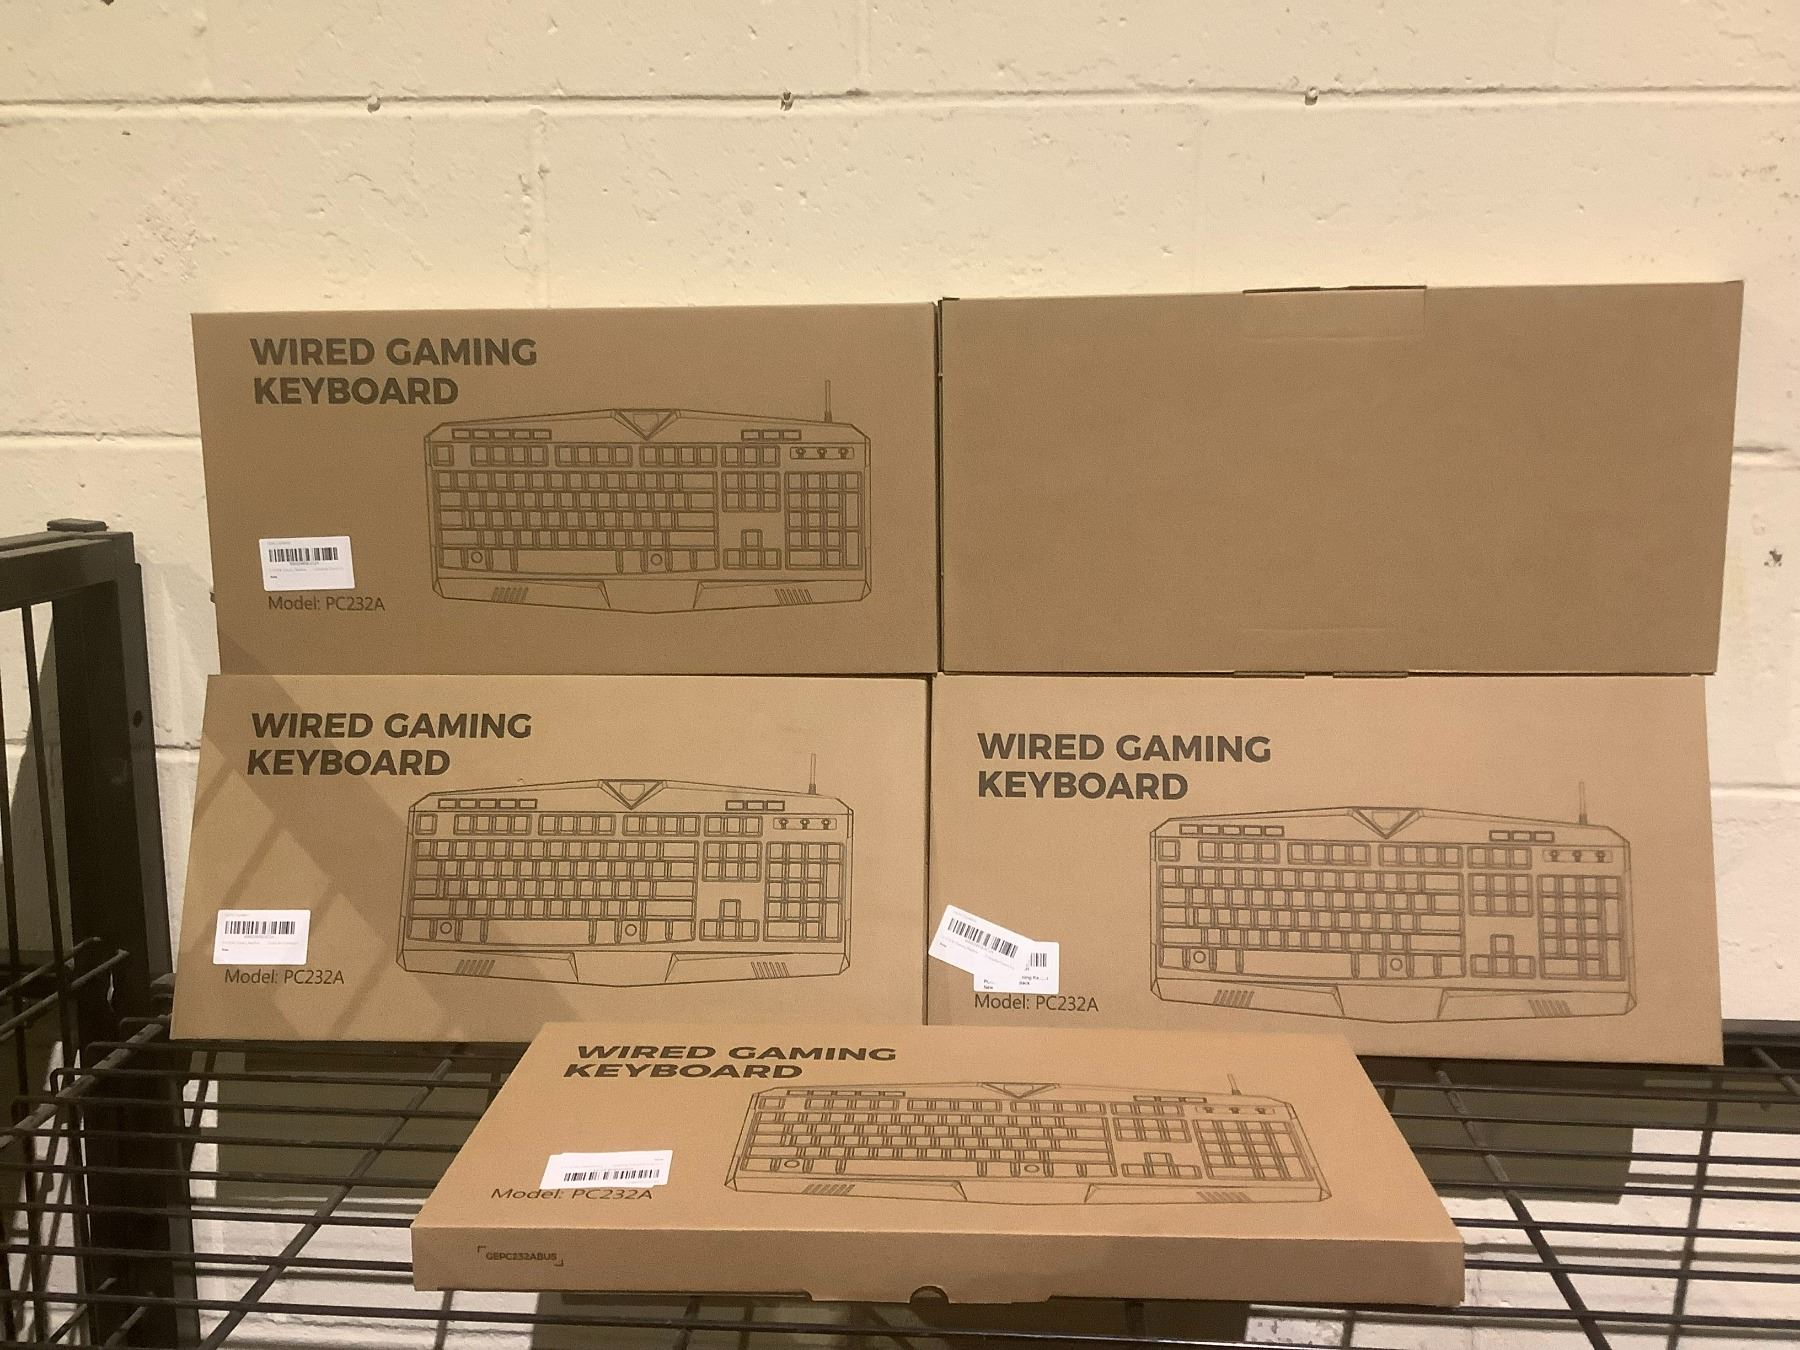 WIRED GAMING
KEYBOARD
Model: PC232A
WIRED GAMING
KEYBOARD
Model: PC232A
WIRED GAMING
KEYBOARD
New
Model: PC232A
WIRED GAMING
KEYBOARD
Model: PC232A
GEPC232ABUS